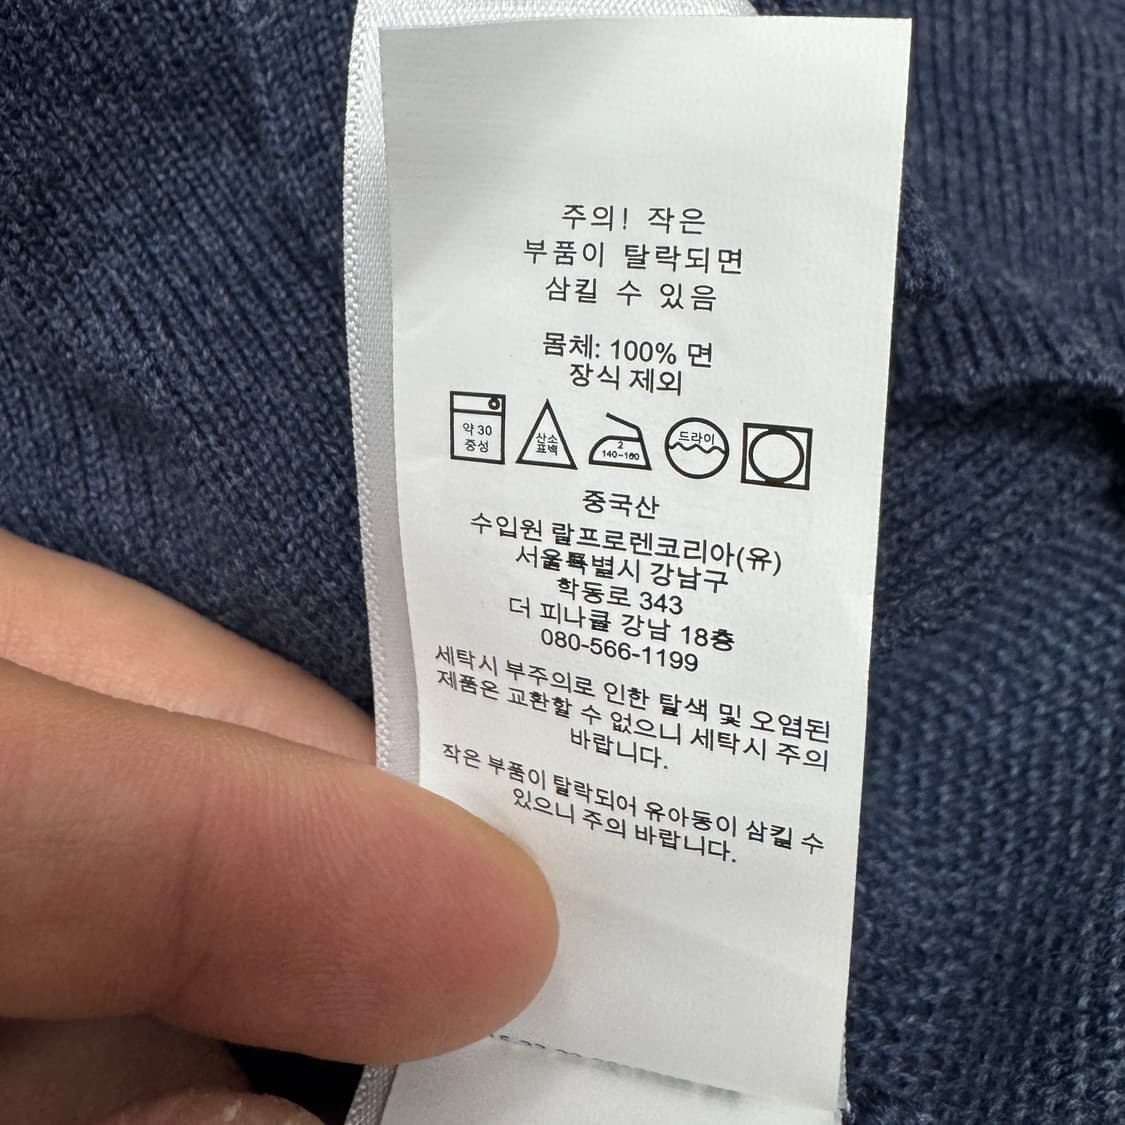 주의! 작은
부품이 탈락되면
삼킬 수 있음
몸체: 100% 면
장식 제외
약 30
중성
산소
표백
2
140~160
드라이
중국산
수입원 랄프로렌코리아(유)
서울특별시 강남구
학동로 343
더 피나클 강남 18층
080-566-1199
세탁시 부주의로 인한 탈색 및 오염된
제품은 교환할 수 없으니 세탁시 주의
바랍니다.
작은 부품이 탈락되어 유아동이 삼킬 수
있으니 주의 바랍니다.